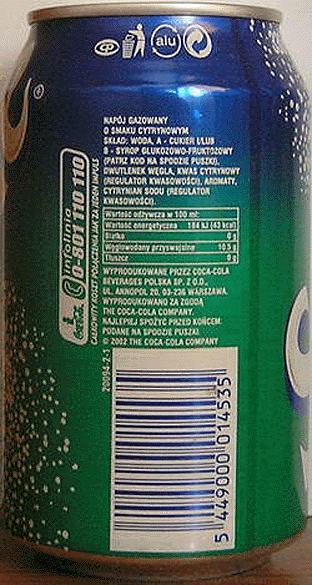 ®
alu
NAPÓJ GAZOWANY
O SMAKU CYTRYNOWYM
SKŁAD: WODA, A - CUKIER I/LUB
B - SYROP GLUKOZOWO-FRUKTOZOWY
(PATRZ KOD NA SPODZIE PUSZKI),
DWUTLENEK WĘGLA, KWAS CYTRYNOWY
(REGULATOR KWASOWOŚCI), AROMATY,
CYTRYNIAN SODU (REGULATOR
KWASOWOŚCI).
Wartość odżywcza w 100 ml:
Wartość energetyczna 184 kJ (43 kcal)
Białko 0 g
Węglowodany przyswajalne 10.5 g
Tłuszcz 0 g
WYPRODUKOWANE PRZEZ COCA-COLA
BEVERAGES POLSKA SP. Z O.O.,
UL. ANNOPOL 20, 03-236 WARSZAWA.
WYPRODUKOWANO ZA ZGODĄ
THE COCA-COLA COMPANY.
NAJLEPIEJ SPOŻYĆ PRZED KOŃCEM:
PODANE NA SPODZIE PUSZKI.
© 2002 THE COCA-COLA COMPANY
infolinia
0-801 110 110
CAŁKOWITY KOSZT POŁĄCZENIA JAK ZA JEDEN IMPULS
20094-2-1
5 449000 014535